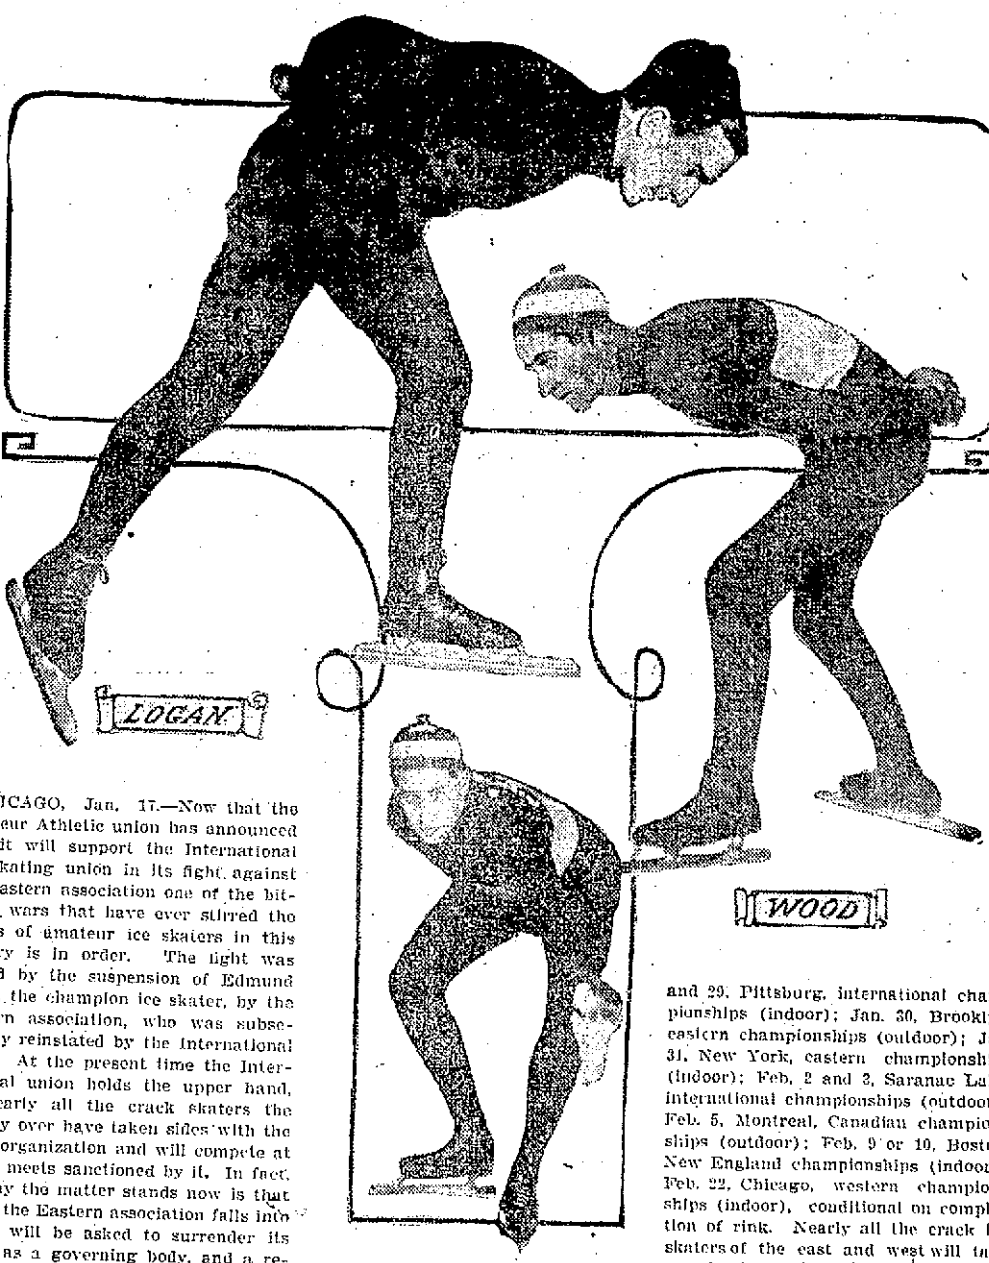 LOGAN
WOOD
ICAGO, Jan. 17.—Now that the
eur Athletic union has announced
it will support the International
kating union in its fight against
astern association one of the bit-
wars that have ever stirred the
s of amateur ice skaters in this
ry is in order. The fight was
d by the suspension of Edmund
the champion ice skater, by the
rn association, who was subse-
y reinstated by the International
At the present time the Inter-
al union holds the upper hand,
early all the crack skaters the
y over have taken sides with the
organization and will compete at
meets sanctioned by it. In fact,
ay the matter stands now is that
the Eastern association falls into
will be asked to surrender its
as a governing body, and a re-
and 29, Pittsburg, international cha
pionships (indoor); Jan. 30, Brookl
eastern championships (outdoor); J
31, New York, eastern championsh
(indoor); Feb. 2 and 3, Saranac La
international championships (outdoor
Feb. 5, Montreal, Canadian champio
ships (outdoor); Feb. 9 or 10, Bost
New England championships (indoor
Feb. 22, Chicago, western champio
ships (indoor), conditional on compl
tion of rink. Nearly all the crack
skaters of the east and west will ta